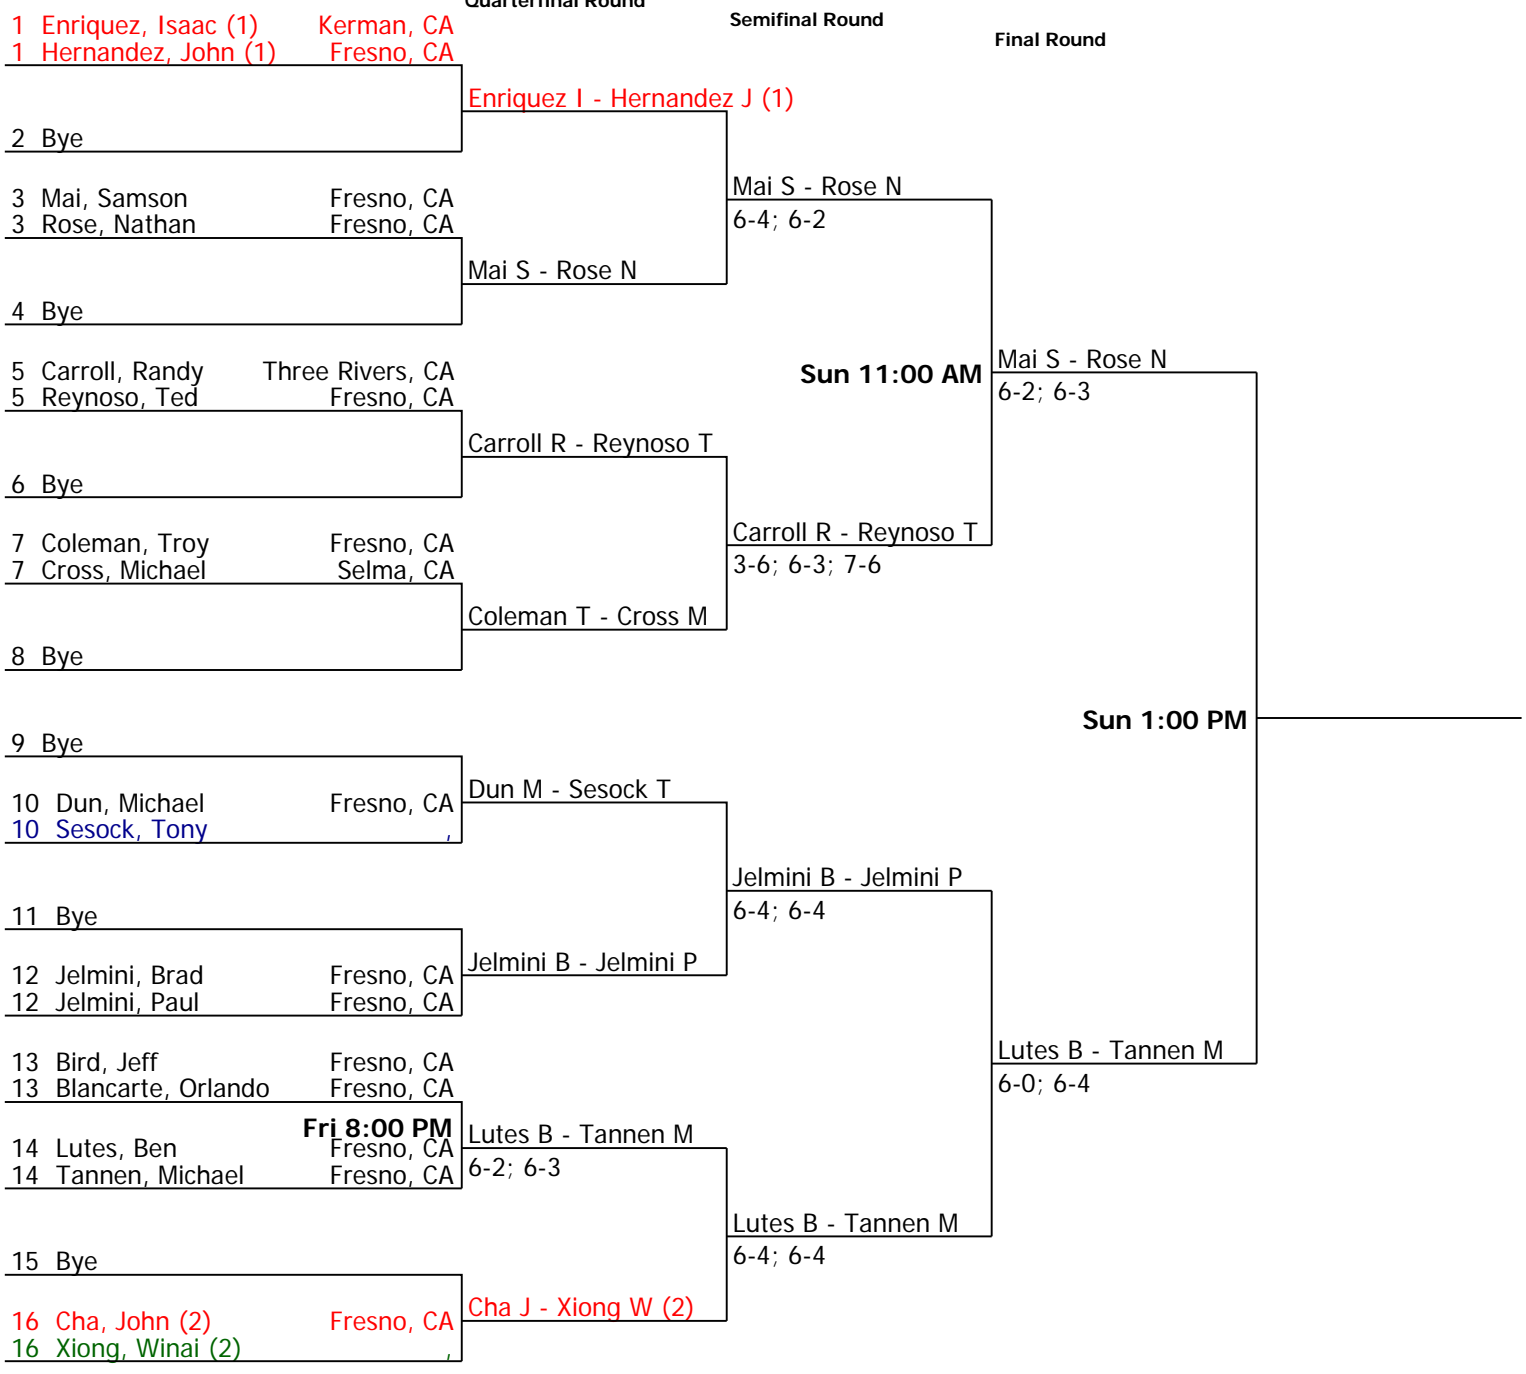 Quarterfinal Round
Semifinal Round
Final Round
1 Enriquez, Isaac (1) Kerman, CA
1 Hernandez, John (1) Fresno, CA
Enriquez I - Hernandez J (1)
2 Bye
Mai S - Rose N
6-4; 6-2
3 Mai, Samson Fresno, CA
3 Rose, Nathan Fresno, CA
Mai S - Rose N
4 Bye
Sun 11:00 AM
Mai S - Rose N
6-2; 6-3
5 Carroll, Randy Three Rivers, CA
5 Reynoso, Ted Fresno, CA
Carroll R - Reynoso T
6 Bye
Carroll R - Reynoso T
3-6; 6-3; 7-6
7 Coleman, Troy Fresno, CA
7 Cross, Michael Selma, CA
Coleman T - Cross M
8 Bye
Sun 1:00 PM
9 Bye
Dun M - Sesock T
10 Dun, Michael Fresno, CA
10 Sesock, Tony ,
Jelmini B - Jelmini P
6-4; 6-4
11 Bye
Jelmini B - Jelmini P
12 Jelmini, Brad Fresno, CA
12 Jelmini, Paul Fresno, CA
Lutes B - Tannen M
6-0; 6-4
13 Bird, Jeff Fresno, CA
13 Blancarte, Orlando Fresno, CA
Fri 8:00 PM
Lutes B - Tannen M
6-2; 6-3
14 Lutes, Ben Fresno, CA
14 Tannen, Michael Fresno, CA
Lutes B - Tannen M
6-4; 6-4
15 Bye
Cha J - Xiong W (2)
16 Cha, John (2) Fresno, CA
16 Xiong, Winai (2) ,